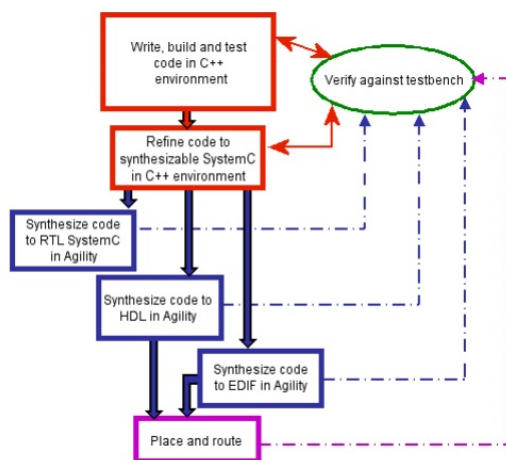 Write, build and test
code in C++
environment
Verify against testbench
Refine code to
synthesizable SystemC
in C++ environment
Synthesize code
to RTL SystemC
in Agility
Synthesize code to
HDL in Agility
Synthesize code
to EDIF in Agility
Place and route